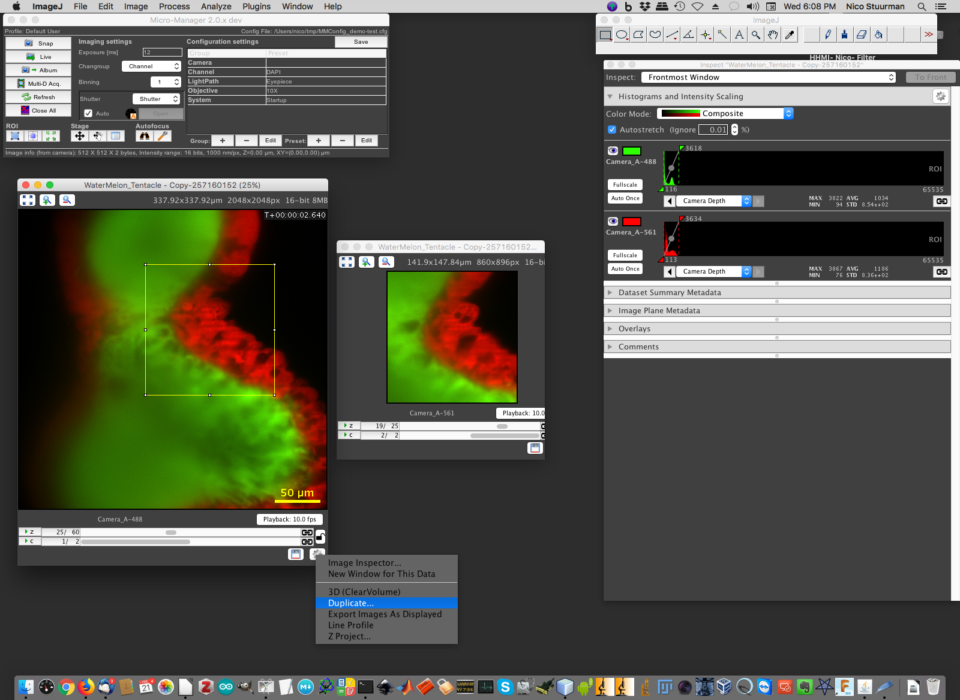 ImageJ File Edit Image Process Analyze Plugins Window Help
Wed 6:08 PM Nico Stuurman
Micro-Manager 2.0.x dev
Profile: Default User
Config File: /Users/nico/tmp/MMConfig_demo-test.cfg
Snap
Live
Album
Multi-D Acq.
Refresh
Close All
Imaging settings
Exposure [ms] 12
Changroup Channel
Binning 1
Shutter Shutter
Auto
Configuration settings
Save
Group Preset
Camera
Channel DAPI
LightPath Eyepiece
Objective 10X
System Startup
ROI Stage Autofocus
Group: + − Edit Preset: + − Edit
Image info (from camera): 512 X 512 X 2 bytes, Intensity range: 16 bits, 1000 nm/px, Z=0.00 µm, XY=(0.00,0.00) µm
ImageJ
HHMI- Nico- Filter
Inspect "WaterMelon_Tentacle - Copy-257160152"
Inspect: Frontmost Window To Front
Histograms and Intensity Scaling
Color Mode: Composite
Autostretch (Ignore 0.01 %)
Camera_A-488
Fullscale
Auto Once
3618
116
ROI
65535
Camera Depth
MAX 3822 AVG 1034
MIN 94 STD 8.54e+02
Camera_A-561
Fullscale
Auto Once
3634
113
ROI
65535
Camera Depth
MAX 3867 AVG 1186
MIN 76 STD 8.36e+02
Dataset Summary Metadata
Image Plane Metadata
Overlays
Comments
WaterMelon_Tentacle - Copy-257160152 (25%)
337.92x337.92µm 2048x2048px 16-bit 8MB
T+00:00:02.640
50 µm
Camera_A-488
Playback: 10.0 fps
z 25/ 60
c 1/ 2
WaterMelon_Tentacle - Copy-257160152...
141.9x147.84µm 860x896px 16-bi
Camera_A-561
Playback: 10.0
z 19/ 25
c 2/ 2
Image Inspector...
New Window for This Data
3D (ClearVolume)
Duplicate...
Export Images As Displayed
Line Profile
Z Project...